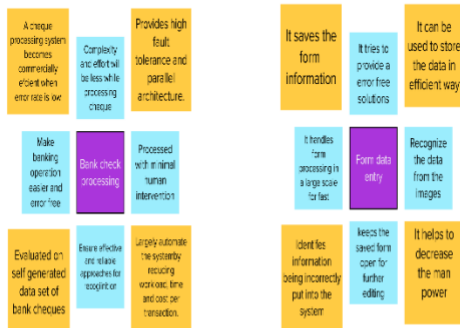 A cheque
processing system
becomes
commercially
efcient when
error rate is low
Complexity
and effort will
be less while
processing
cheque
Provides high
fault
tolerance and
parallel
architecture.
Make
banking
operation
easier and
error free
Bank check
processing
Processed
with minimal
human
intervention
Evaluated on
self generated
data set of
bank cheques
Ensure effective
and reliable
approaches for
recoginition
Largely automate
the systemby
reducing
workload, time
and cost per
transaction.
It saves the
form
information
It tries to
provide a
error free
solutions
It can be
used to store
the data in
efficient way
It handles
form
processing in
a large scale
for fast
Form data
entry
Recognize
the data
from the
images
Identifes
information
being incorrectly
put into the
system
keeps the
saved form
open for
further
editing
It helps to
decrease
the man
power